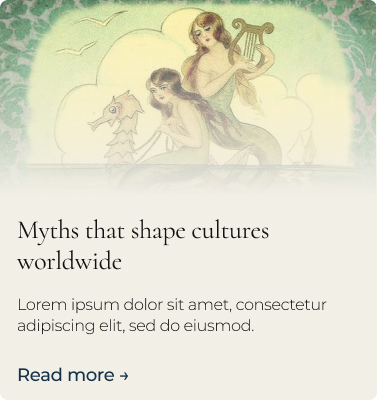 Myths that shape cultures
worldwide
Lorem ipsum dolor sit amet, consectetur
adipiscing elit, sed do eiusmod.
Read more →